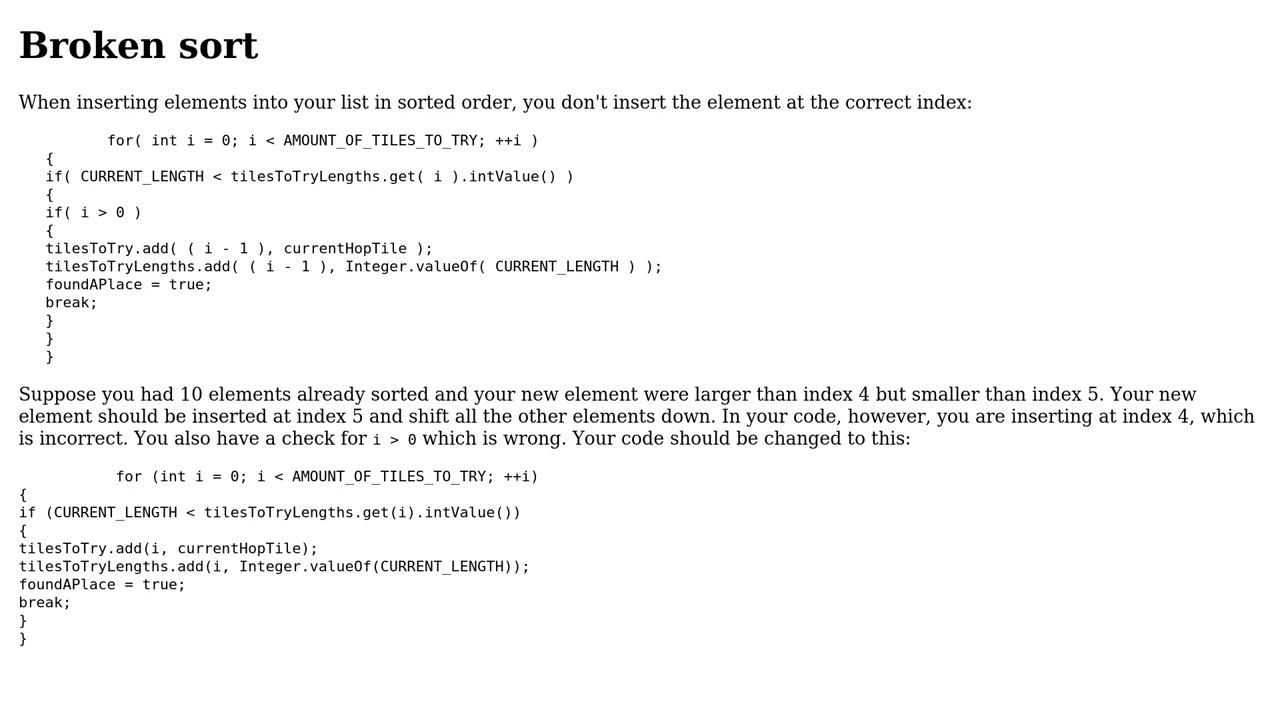 Broken sort
When inserting elements into your list in sorted order, you don't insert the element at the correct index:
for( int i = 0; i < AMOUNT_OF_TILES_TO_TRY; ++i )
{
if( CURRENT_LENGTH < tilesToTryLengths.get( i ).intValue() )
{
if( i > 0 )
{
tilesToTry.add( ( i - 1 ), currentHopTile );
tilesToTryLengths.add( ( i - 1 ), Integer.valueOf( CURRENT_LENGTH ) );
foundAPlace = true;
break;
}
}
}
Suppose you had 10 elements already sorted and your new element were larger than index 4 but smaller than index 5. Your new
element should be inserted at index 5 and shift all the other elements down. In your code, however, you are inserting at index 4, which
is incorrect. You also have a check for i > 0 which is wrong. Your code should be changed to this:
for (int i = 0; i < AMOUNT_OF_TILES_TO_TRY; ++i)
{
if (CURRENT_LENGTH < tilesToTryLengths.get(i).intValue())
{
tilesToTry.add(i, currentHopTile);
tilesToTryLengths.add(i, Integer.valueOf(CURRENT_LENGTH));
foundAPlace = true;
break;
}
}